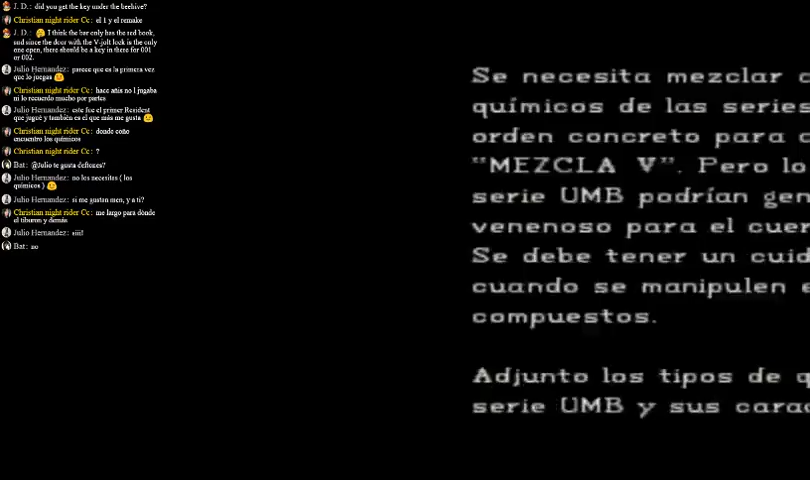 J. D.: did you get the key under the beehive?
Christian night rider Cc: el 1 y el remake
J. D.: 🤔 I think the bar only has the red book,
and since the door with the V-jult lock is the only
one open, there should be a key in there for 001
or 002.
Julio Hernandez: parece que es la primera vez
que lo juegas
Christian night rider Cc: hace añis no l jugaba
ni lo recuerdo mucho por partes
Julio Hernandez: este fue el primer Resident
que jugué y también es el que más me gusta
Christian night rider Cc: donde coño
encuentro los químicos
Christian night rider Cc: ?
Bat: @Julio te gusta deftones?
Julio Hernandez: no los necesites ( los
químicos )
Julio Hernandez: si me gustan men, y a ti?
Christian night rider Cc: me largo para dónde
el tiburon y demás
Julio Hernandez: siii!
Bat: no
Se necesita mezclar
químicos de las series
orden concreto para
"MEZCLA V". Pero lo
serie UMB podrían gen
venenoso para el cuer
Se debe tener un cuid
cuando se manipulen e
compuestos.
Adjunto los tipos de
serie UMB y sus cara